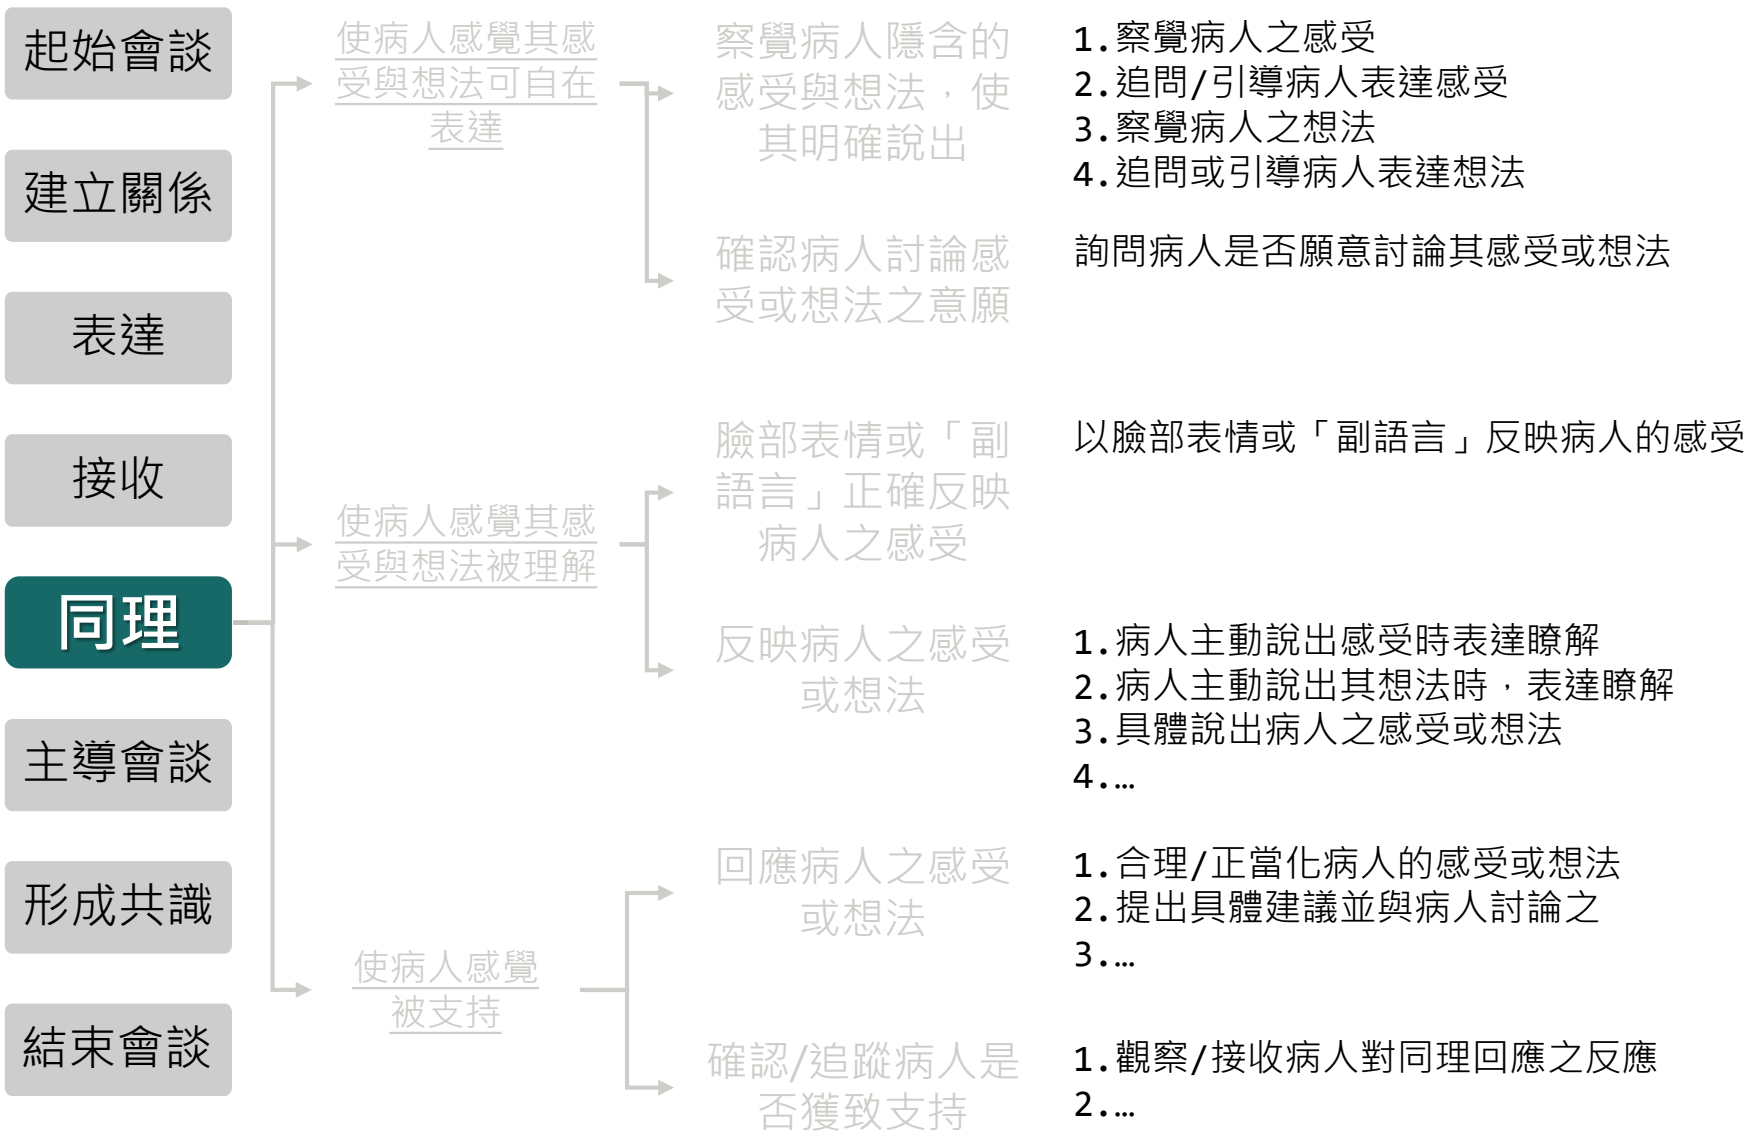 起始會談
建立關係
表達
接收
同理
主導會談
形成共識
結束會談
使病人感覺其感
受與想法可自在
表達
使病人感覺其感
受與想法被理解
使病人感覺
被支持
察覺病人隱含的
感受與想法，使
其明確說出
確認病人討論感
受或想法之意願
臉部表情或「副
語言」正確反映
病人之感受
反映病人之感受
或想法
回應病人之感受
或想法
確認/追蹤病人是
否獲致支持
1.察覺病人之感受
2.追問/引導病人表達感受
3.察覺病人之想法
4.追問或引導病人表達想法
詢問病人是否願意討論其感受或想法
以臉部表情或「副語言」反映病人的感受
1.病人主動說出感受時表達瞭解
2.病人主動說出其想法時，表達瞭解
3.具體說出病人之感受或想法
4.…
1.合理/正當化病人的感受或想法
2.提出具體建議並與病人討論之
3.…
1.觀察/接收病人對同理回應之反應
2.…